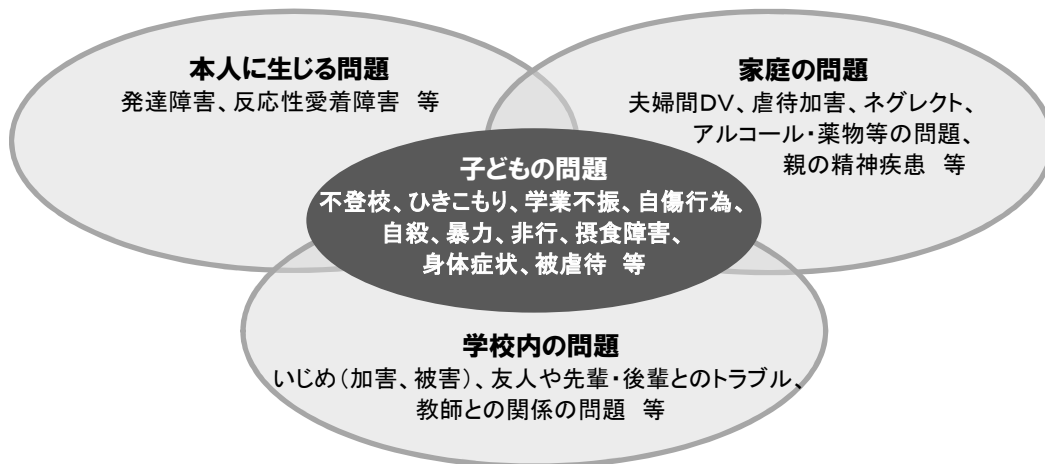 本人に生じる問題
発達障害、反応性愛着障害　等
家庭の問題
夫婦間DV、虐待加害、ネグレクト、
アルコール・薬物等の問題、
親の精神疾患　等
子どもの問題
不登校、ひきこもり、学業不振、自傷行為、
自殺、暴力、非行、摂食障害、
身体症状、被虐待　等
学校内の問題
いじめ（加害、被害）、友人や先輩・後輩とのトラブル、
教師との関係の問題　等